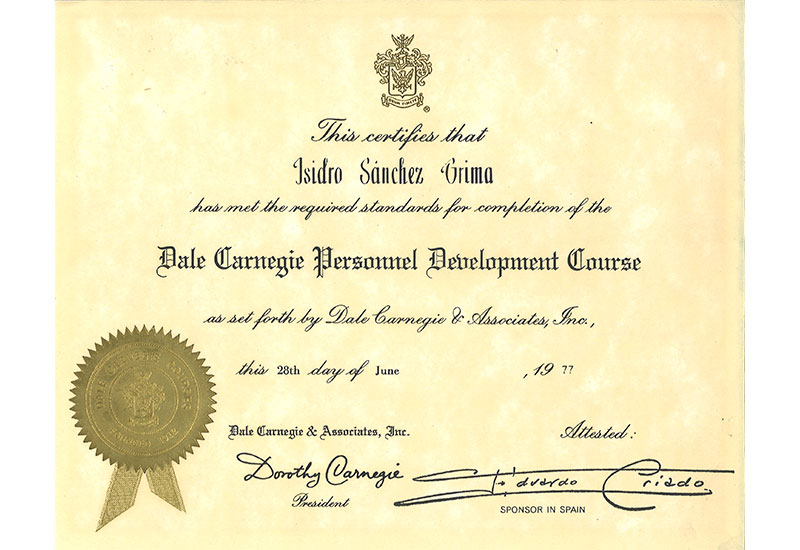 This certifies that
Isidro Sánchez Grima
has met the required standards for completion of the
Dale Carnegie Personnel Development Course
as set forth by Dale Carnegie & Associates, Inc.,
this 28th day of June , 19 77
Dale Carnegie & Associates, Inc. Attested:
Dorothy Carnegie Eduardo Criado
President
SPONSOR IN SPAIN